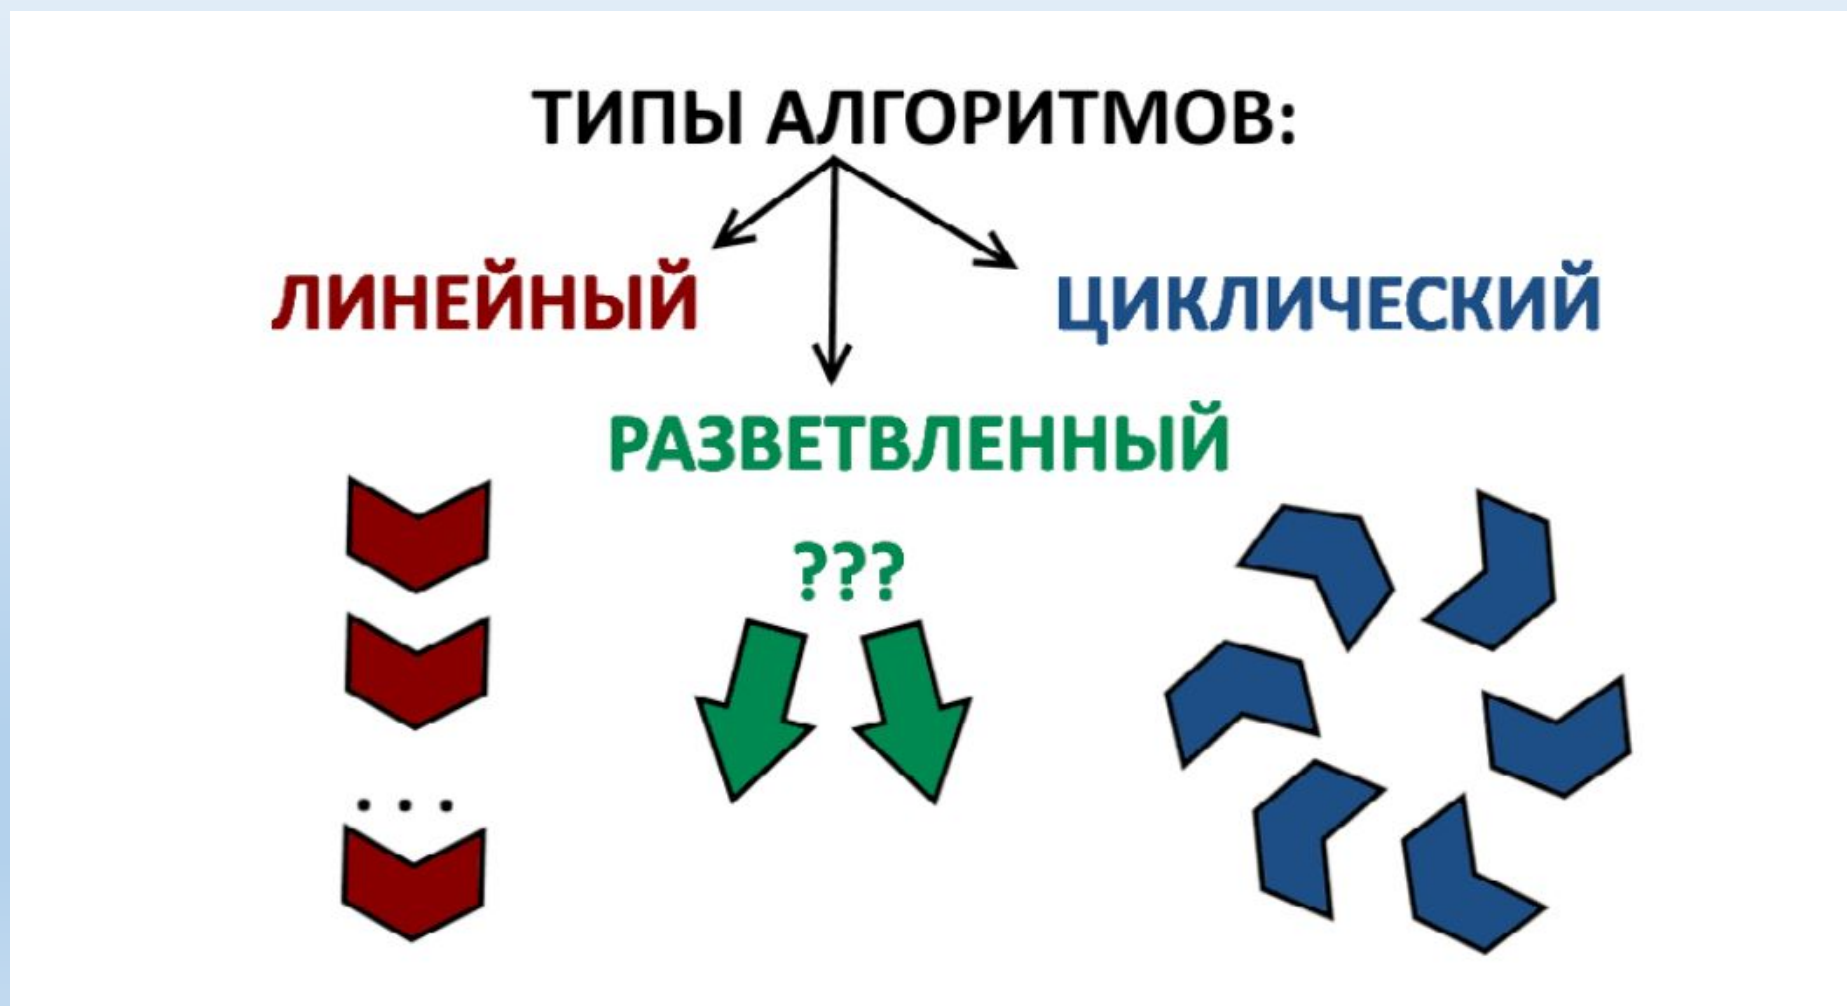 ТИПЫ АЛГОРИТМОВ:
ЛИНЕЙНЫЙ
ЦИКЛИЧЕСКИЙ
РАЗВЕТВЛЕННЫЙ
???
...